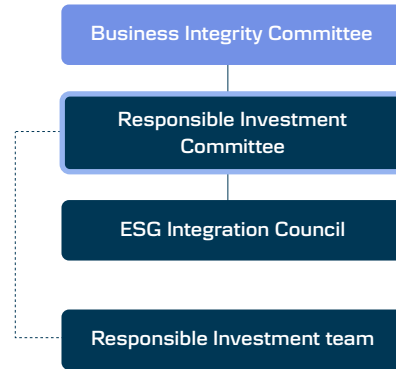 Business Integrity Committee
Responsible Investment
Committee
ESG Integration Council
Responsible Investment team